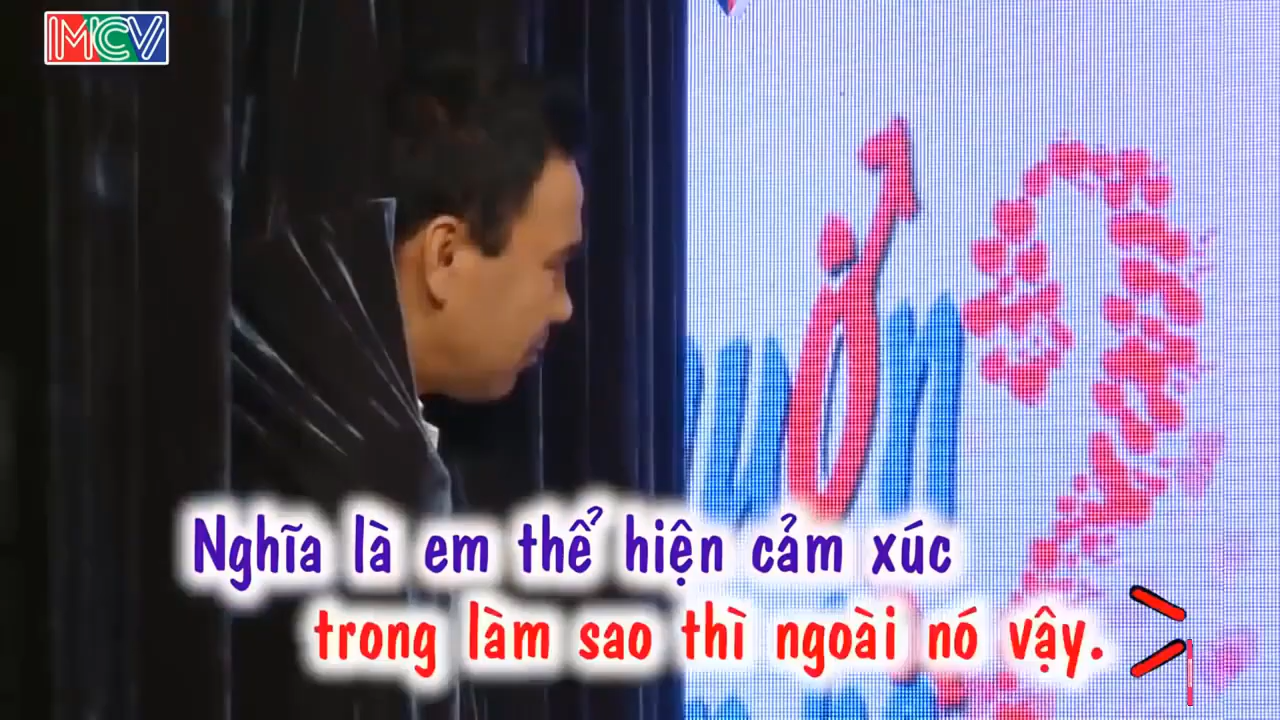 MCV
Nghĩa là em thể hiện cảm xúc
trong làm sao thì ngoài nó vậy.